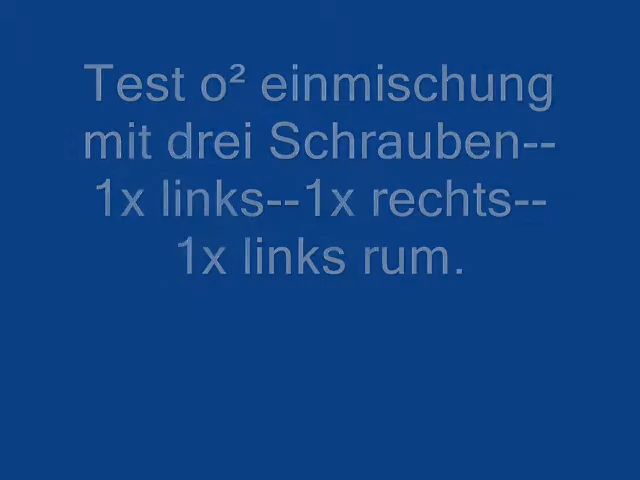 Test o² einmischung
mit drei Schrauben--
1x links--1x rechts--
1x links rum.